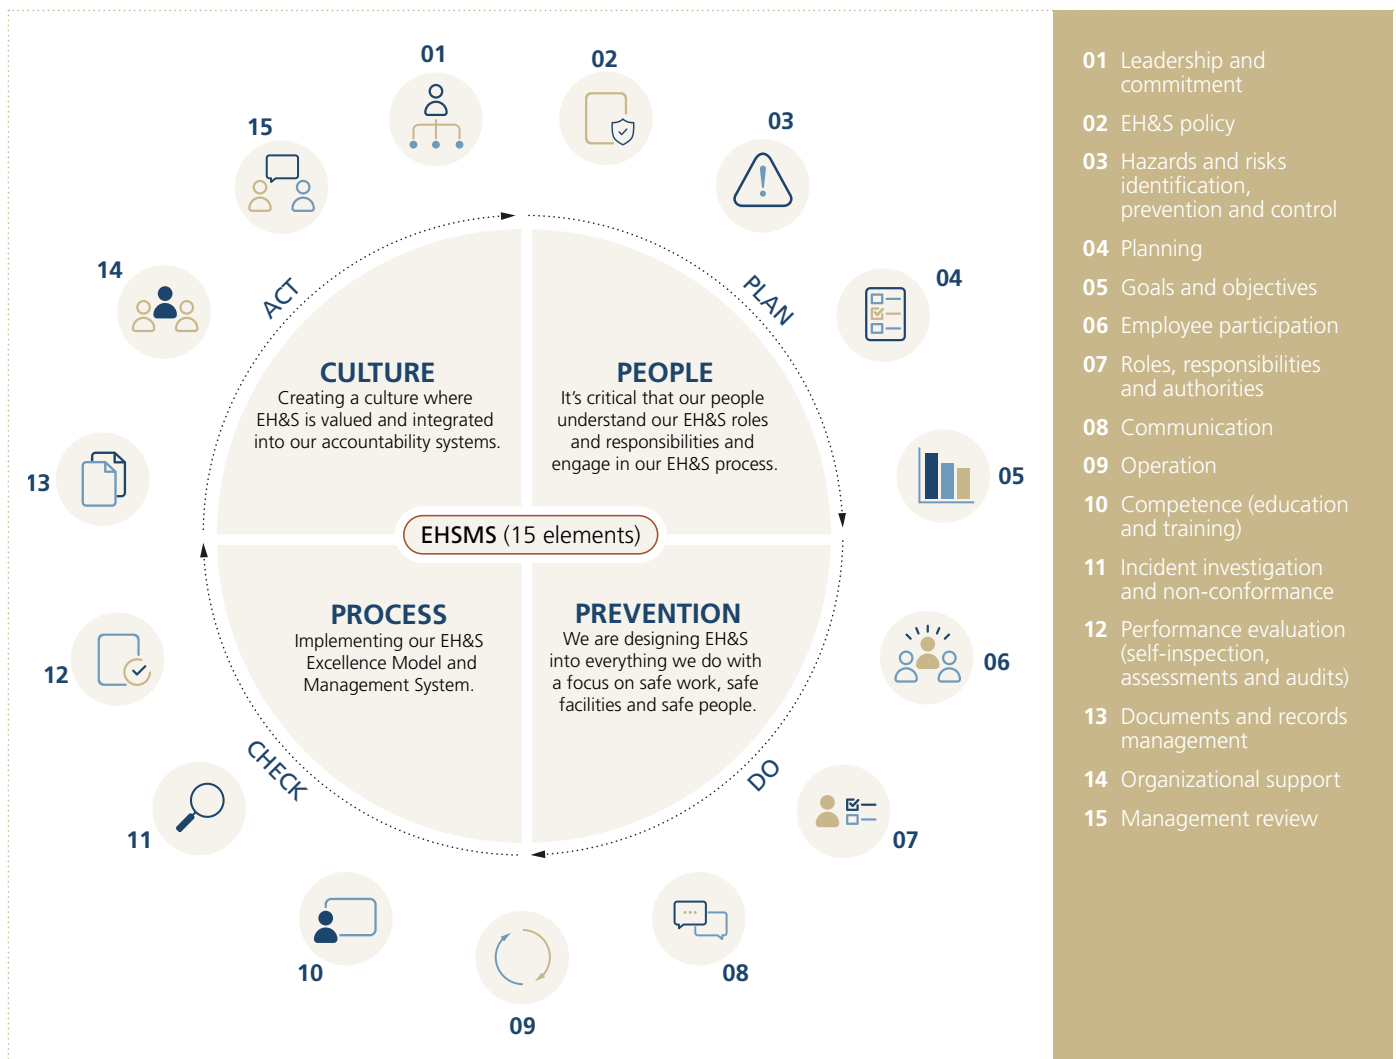 01
02
03
04
05
06
07
08
09
10
11
12
13
14
15
ACT
PLAN
DO
CHECK
CULTURE
Creating a culture where
EH&S is valued and integrated
into our accountability systems.
PEOPLE
It's critical that our people
understand our EH&S roles
and responsibilities and
engage in our EH&S process.
EHSMS (15 elements)
PROCESS
Implementing our EH&S
Excellence Model and
Management System.
PREVENTION
We are designing EH&S
into everything we do with
a focus on safe work, safe
facilities and safe people.
01 Leadership and
commitment
02 EH&S policy
03 Hazards and risks
identification,
prevention and control
04 Planning
05 Goals and objectives
06 Employee participation
07 Roles, responsibilities
and authorities
08 Communication
09 Operation
10 Competence (education
and training)
11 Incident investigation
and non-conformance
12 Performance evaluation
(self-inspection,
assessments and audits)
13 Documents and records
management
14 Organizational support
15 Management review